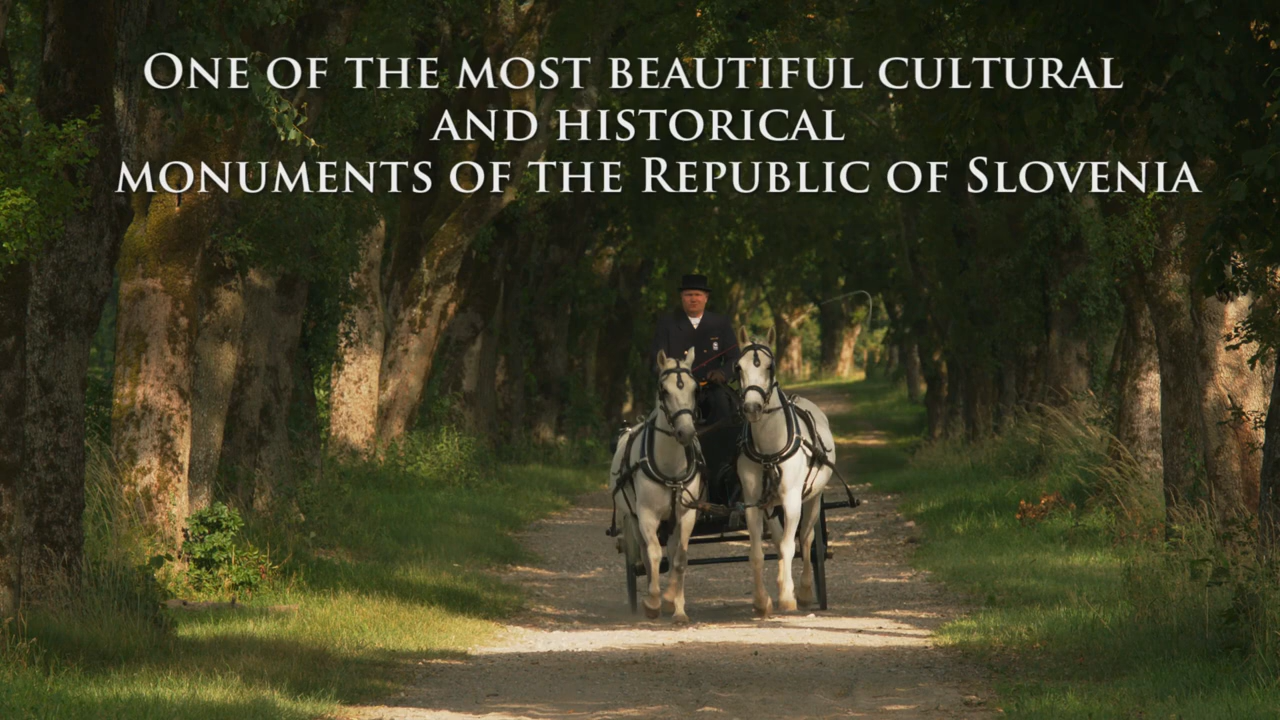 One of the most beautiful cultural
and historical
monuments of the Republic of Slovenia